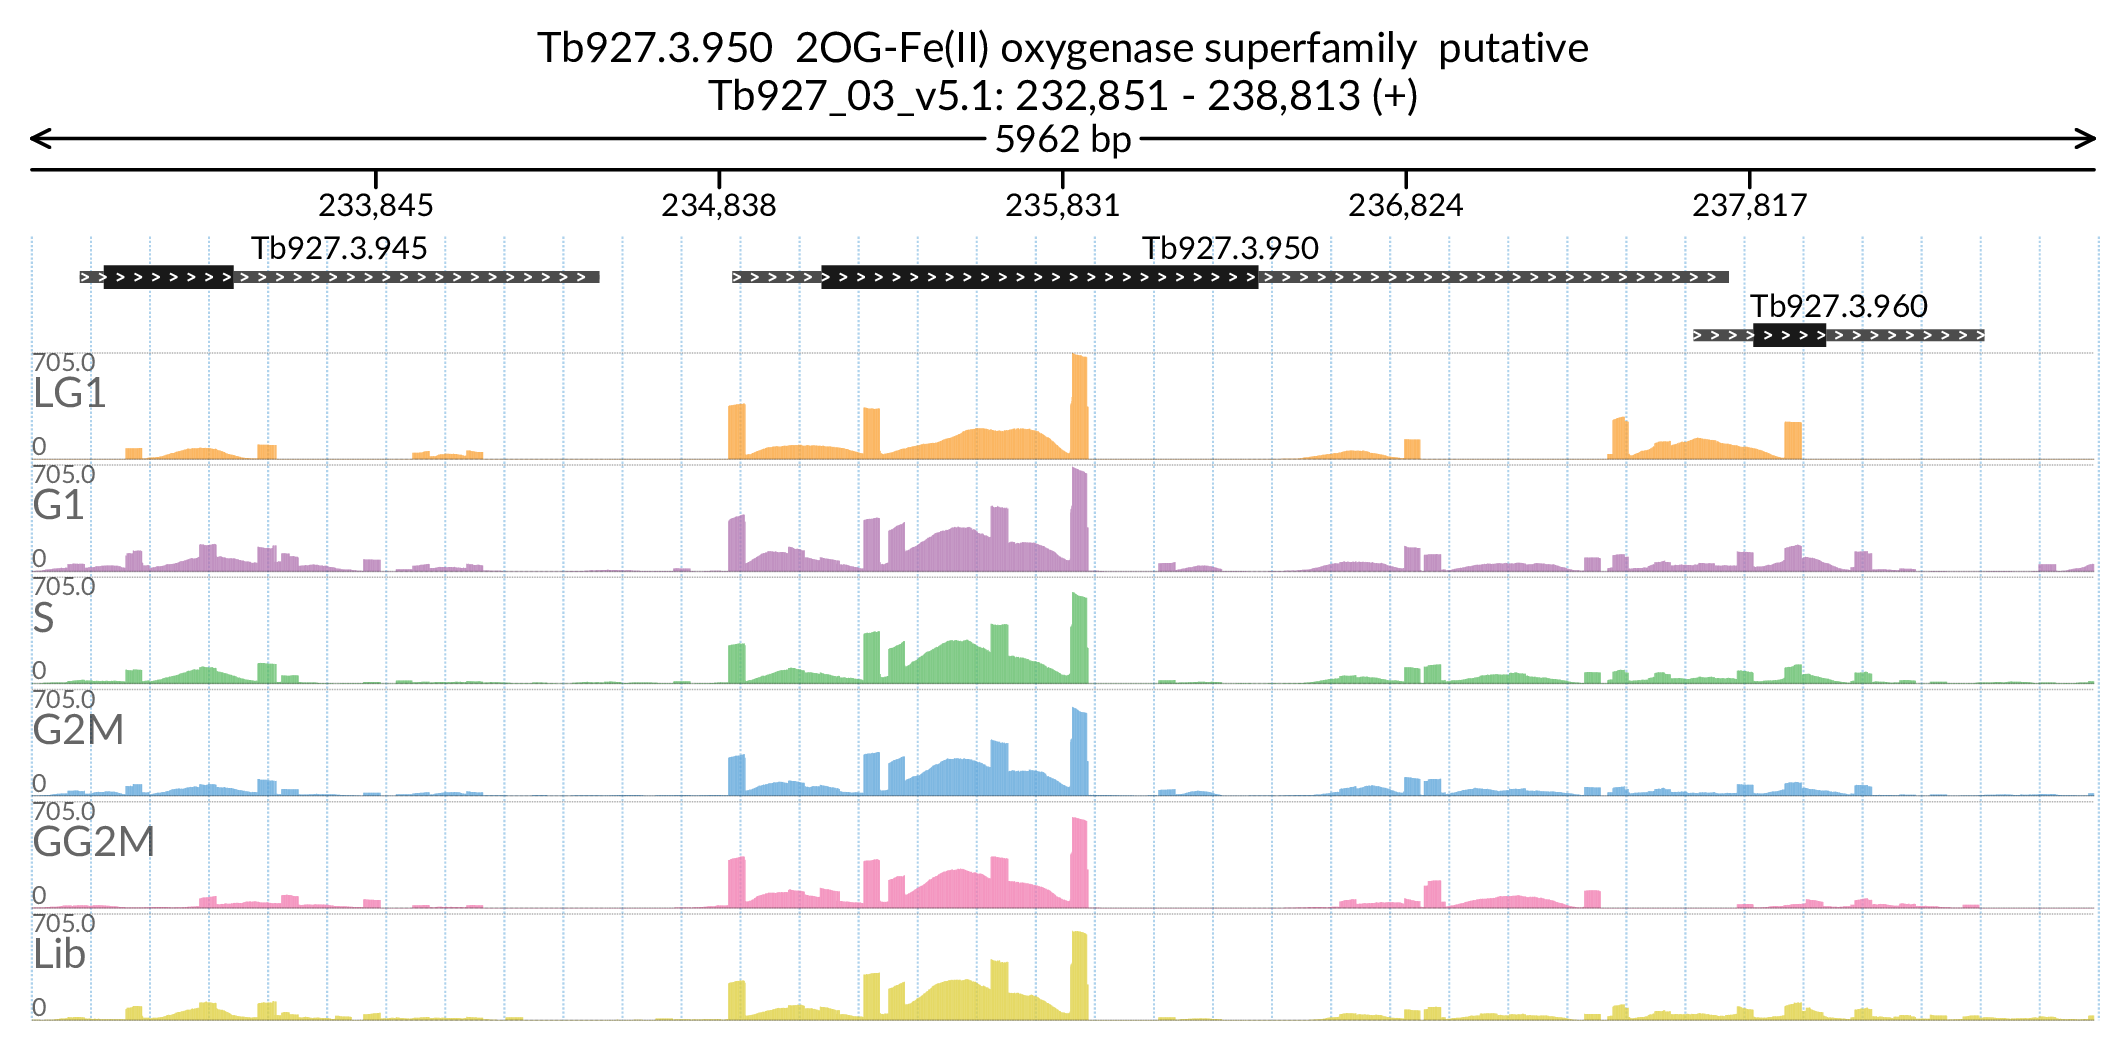 Tb927.3.950  2OG-Fe(II) oxygenase superfamily  putative
Tb927_03_v5.1: 232,851 - 238,813 (+)
5962 bp
233,845 234,838 235,831 236,824 237,817
Tb927.3.945 Tb927.3.950
Tb927.3.960
705.0
LG1
0
705.0
G1
0
705.0
S
0
705.0
G2M
0
705.0
GG2M
0
705.0
Lib
0